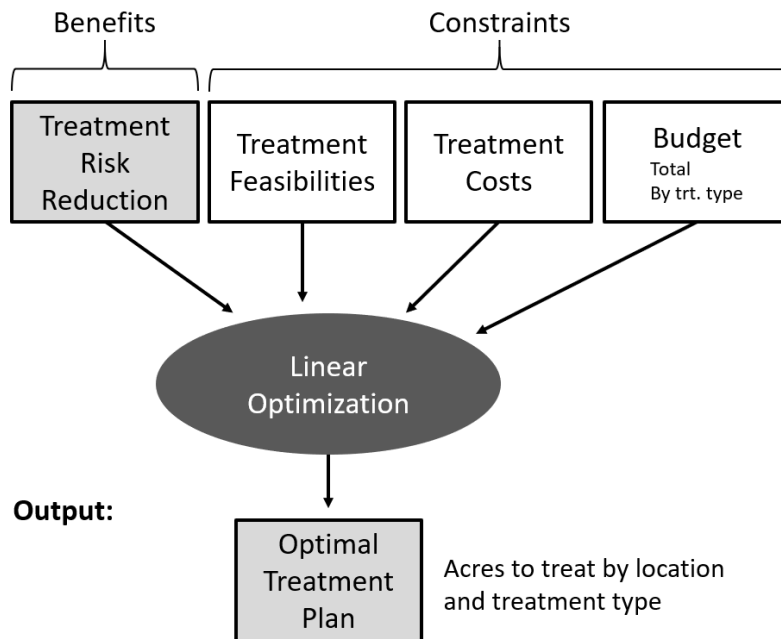 Benefits
Constraints
Treatment
Risk
Reduction
Treatment
Feasibilities
Treatment
Costs
Budget
Total
By trt. type
Linear
Optimization
Output:
Optimal
Treatment
Plan
Acres to treat by location
and treatment type